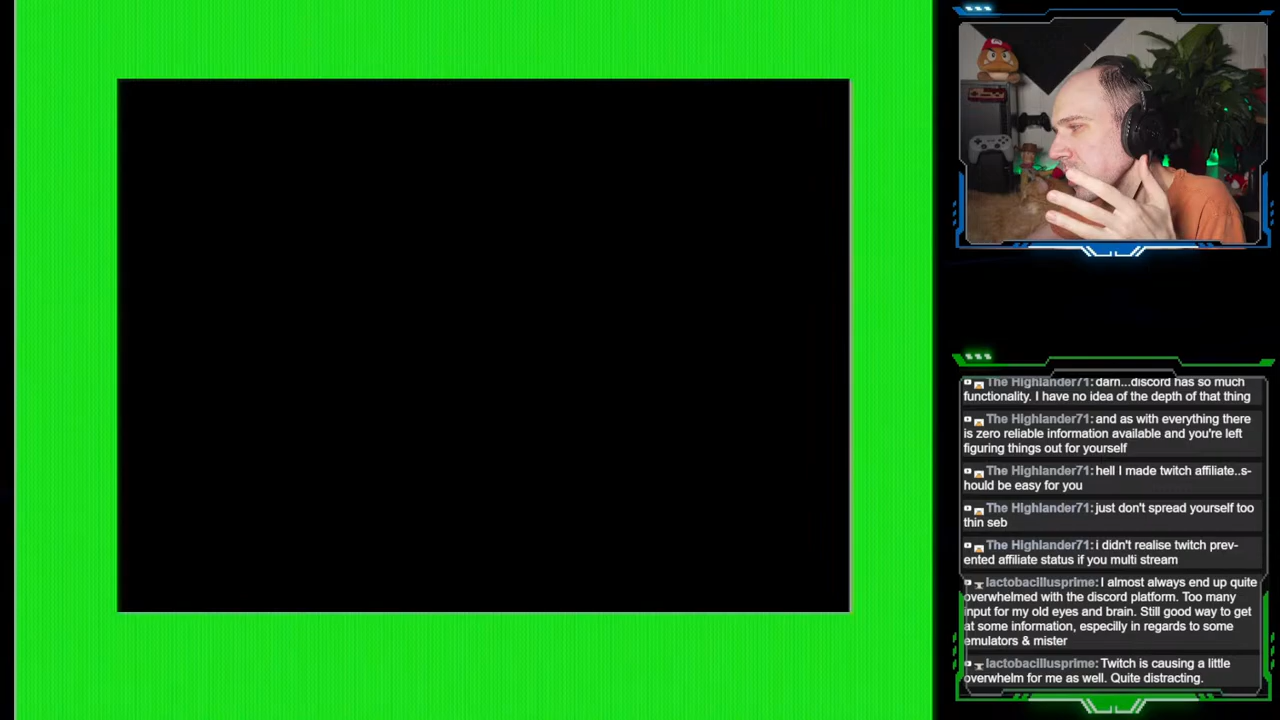 The Highlander71: darn...discord has so much
functionality. I have no idea of the depth of that thing
The Highlander71: and as with everything there
is zero reliable information available and you're left
figuring things out for yourself
The Highlander71: hell I made twitch affiliate..s-
hould be easy for you
The Highlander71: just don't spread yourself too
thin seb
The Highlander71: i didn't realise twitch prev-
ented affiliate status if you multi stream
lactobacillusprime: I almost always end up quite
overwhelmed with the discord platform. Too many
input for my old eyes and brain. Still good way to get
at some information, especilly in regards to some
emulators & mister
lactobacillusprime: Twitch is causing a little
overwhelm for me as well. Quite distracting.